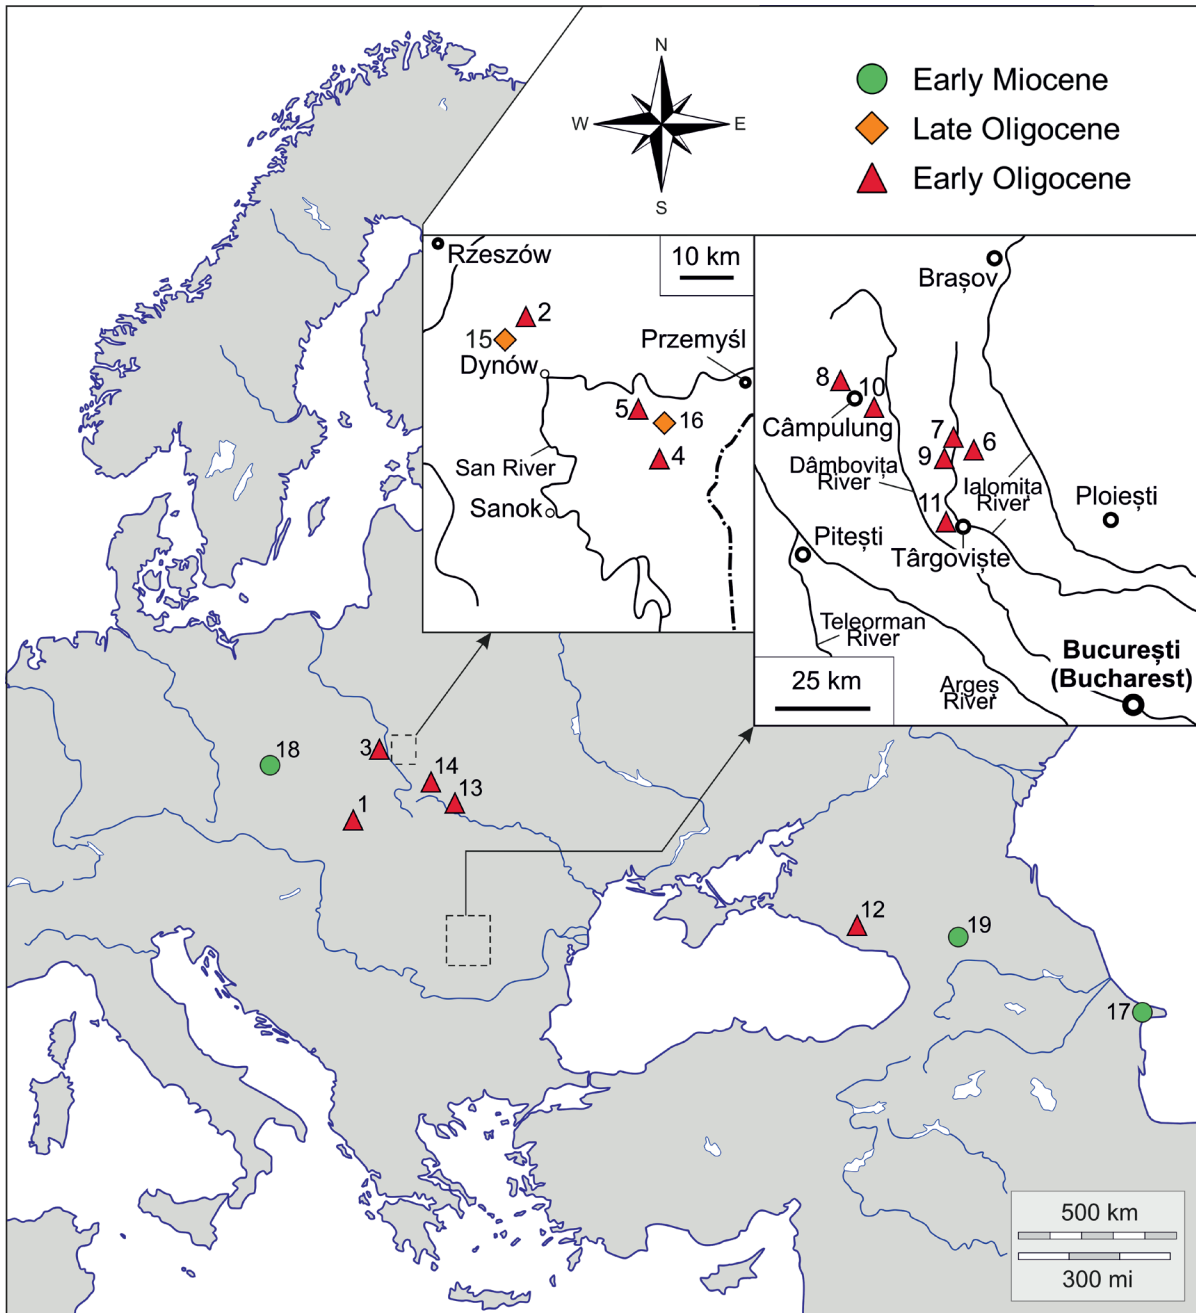 N
W
E
S
Early Miocene
Late Oligocene
Early Oligocene
Rzeszów
10 km
2
15
Dynów
Przemyśl
5
16
4
San River
Sanok
Brașov
8
10
Câmpulung
7
6
9
Dâmbovița
River
Ialomița
River
11
Ploiești
Pitești
Târgoviște
Teleorman
River
București
(Bucharest)
25 km
Argeș
River
18
3
14
13
1
12
19
17
500 km
300 mi